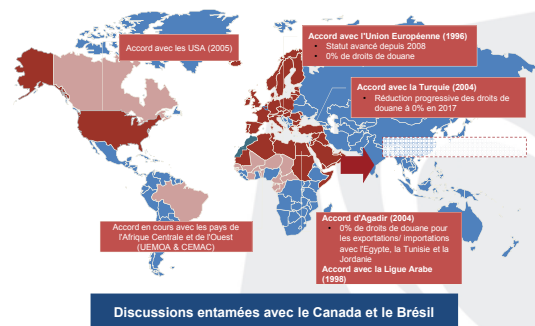 Accord avec les USA (2005)
Accord avec l'Union Européenne (1996)
▪ Statut avancé depuis 2008
▪ 0% de droits de douane
Accord avec la Turquie (2004)
▪ Réduction progressive des droits de
douane à 0% en 2017
Accord en cours avec les pays de
l'Afrique Centrale et de l'Ouest
(UEMOA & CEMAC)
Accord d'Agadir (2004)
▪ 0% de droits de douane pour
les exportations/ importations
avec l'Egypte, la Tunisie et la
Jordanie
Accord avec la Ligue Arabe
(1998)
Discussions entamées avec le Canada et le Brésil